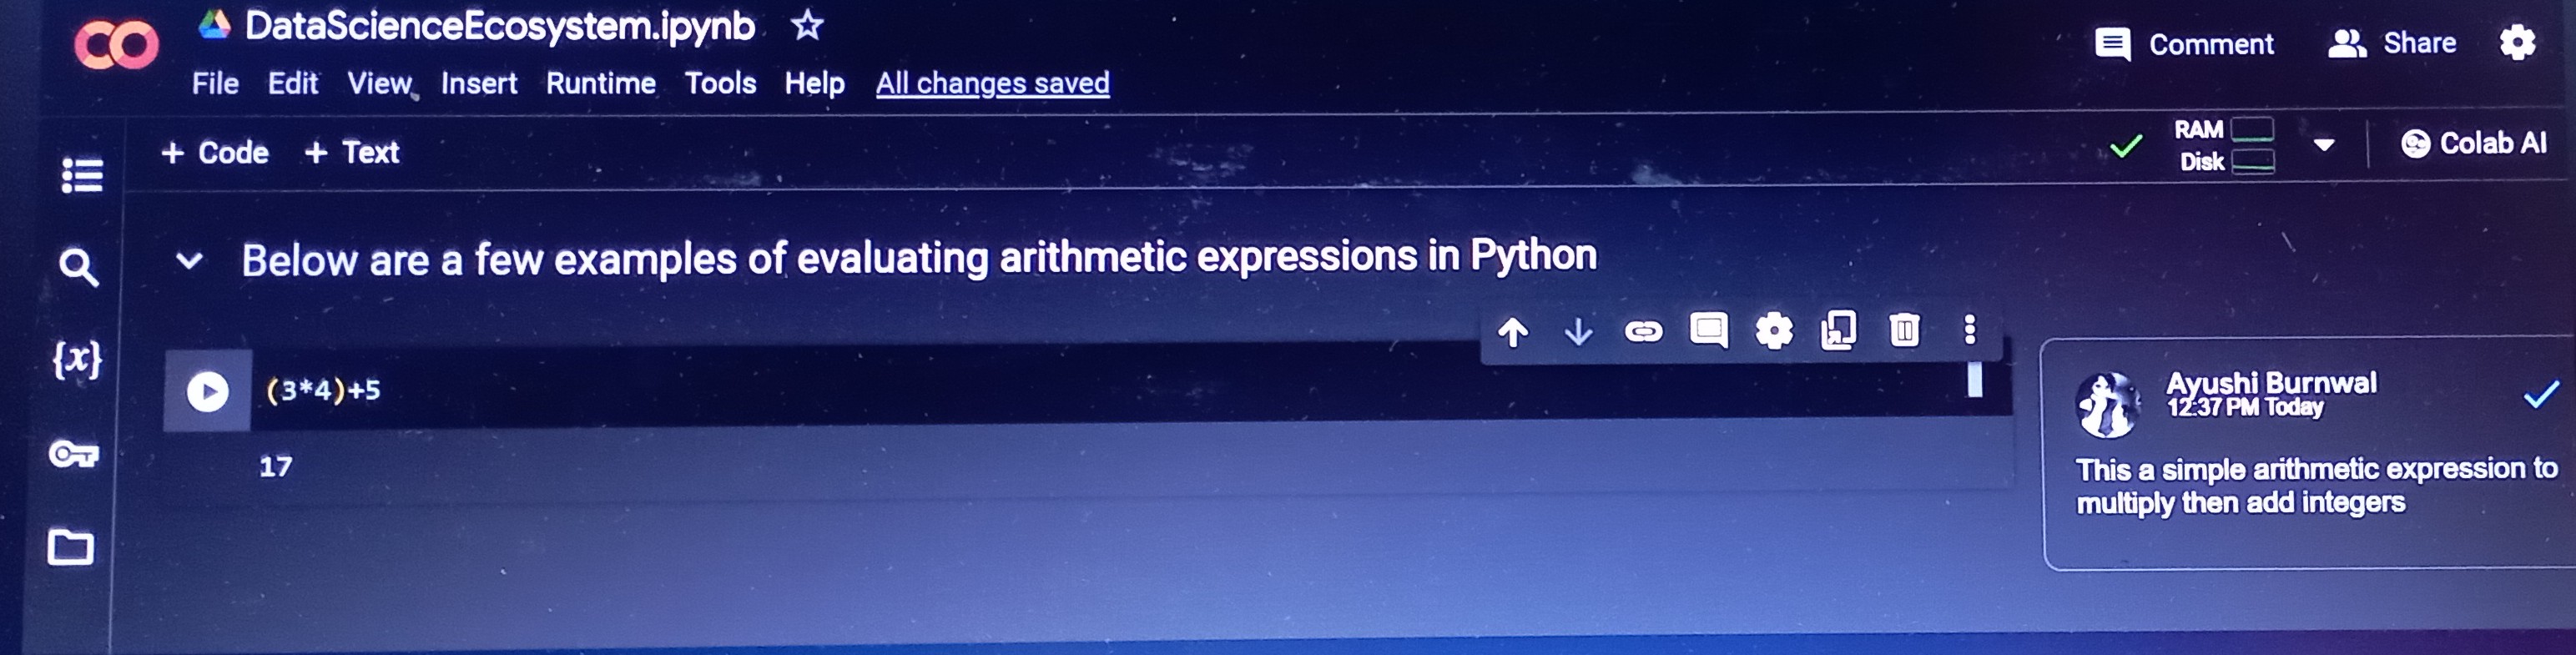 DataScienceEcosystem.ipynb
File Edit View Insert Runtime Tools Help All changes saved
Comment Share
+ Code + Text
RAM
Disk
Colab AI
Below are a few examples of evaluating arithmetic expressions in Python
{x}
(3*4)+5
17
Ayushi Burnwal
12:37 PM Today
This a simple arithmetic expression to
multiply then add integers